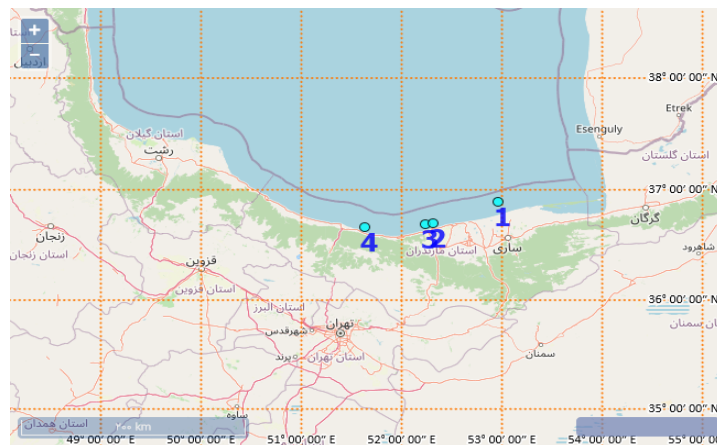 +
−
اردبیل
38° 00′ 00″ N
Etrek
Esenguly
استان گیلان
رشت
استان گلستان
37° 00′ 00″ N
گرگان
1
زنجان
4
3
2
استان مازندران
ساری
شاهرود
استان زنجان
قزوین
استان قزوین
استان البرز
36° 00′ 00″ N
تهران
شهرقدس
استان سمنان
پرند
استان تهران
سمنان
ساوه
35° 00′ 00″ N
استان همدان
۲۰۰ km
49° 00′ 00″ E
50° 00′ 00″ E
51° 00′ 00″ E
52° 00′ 00″ E
53° 00′ 00″ E
54° 00′ 00″ E